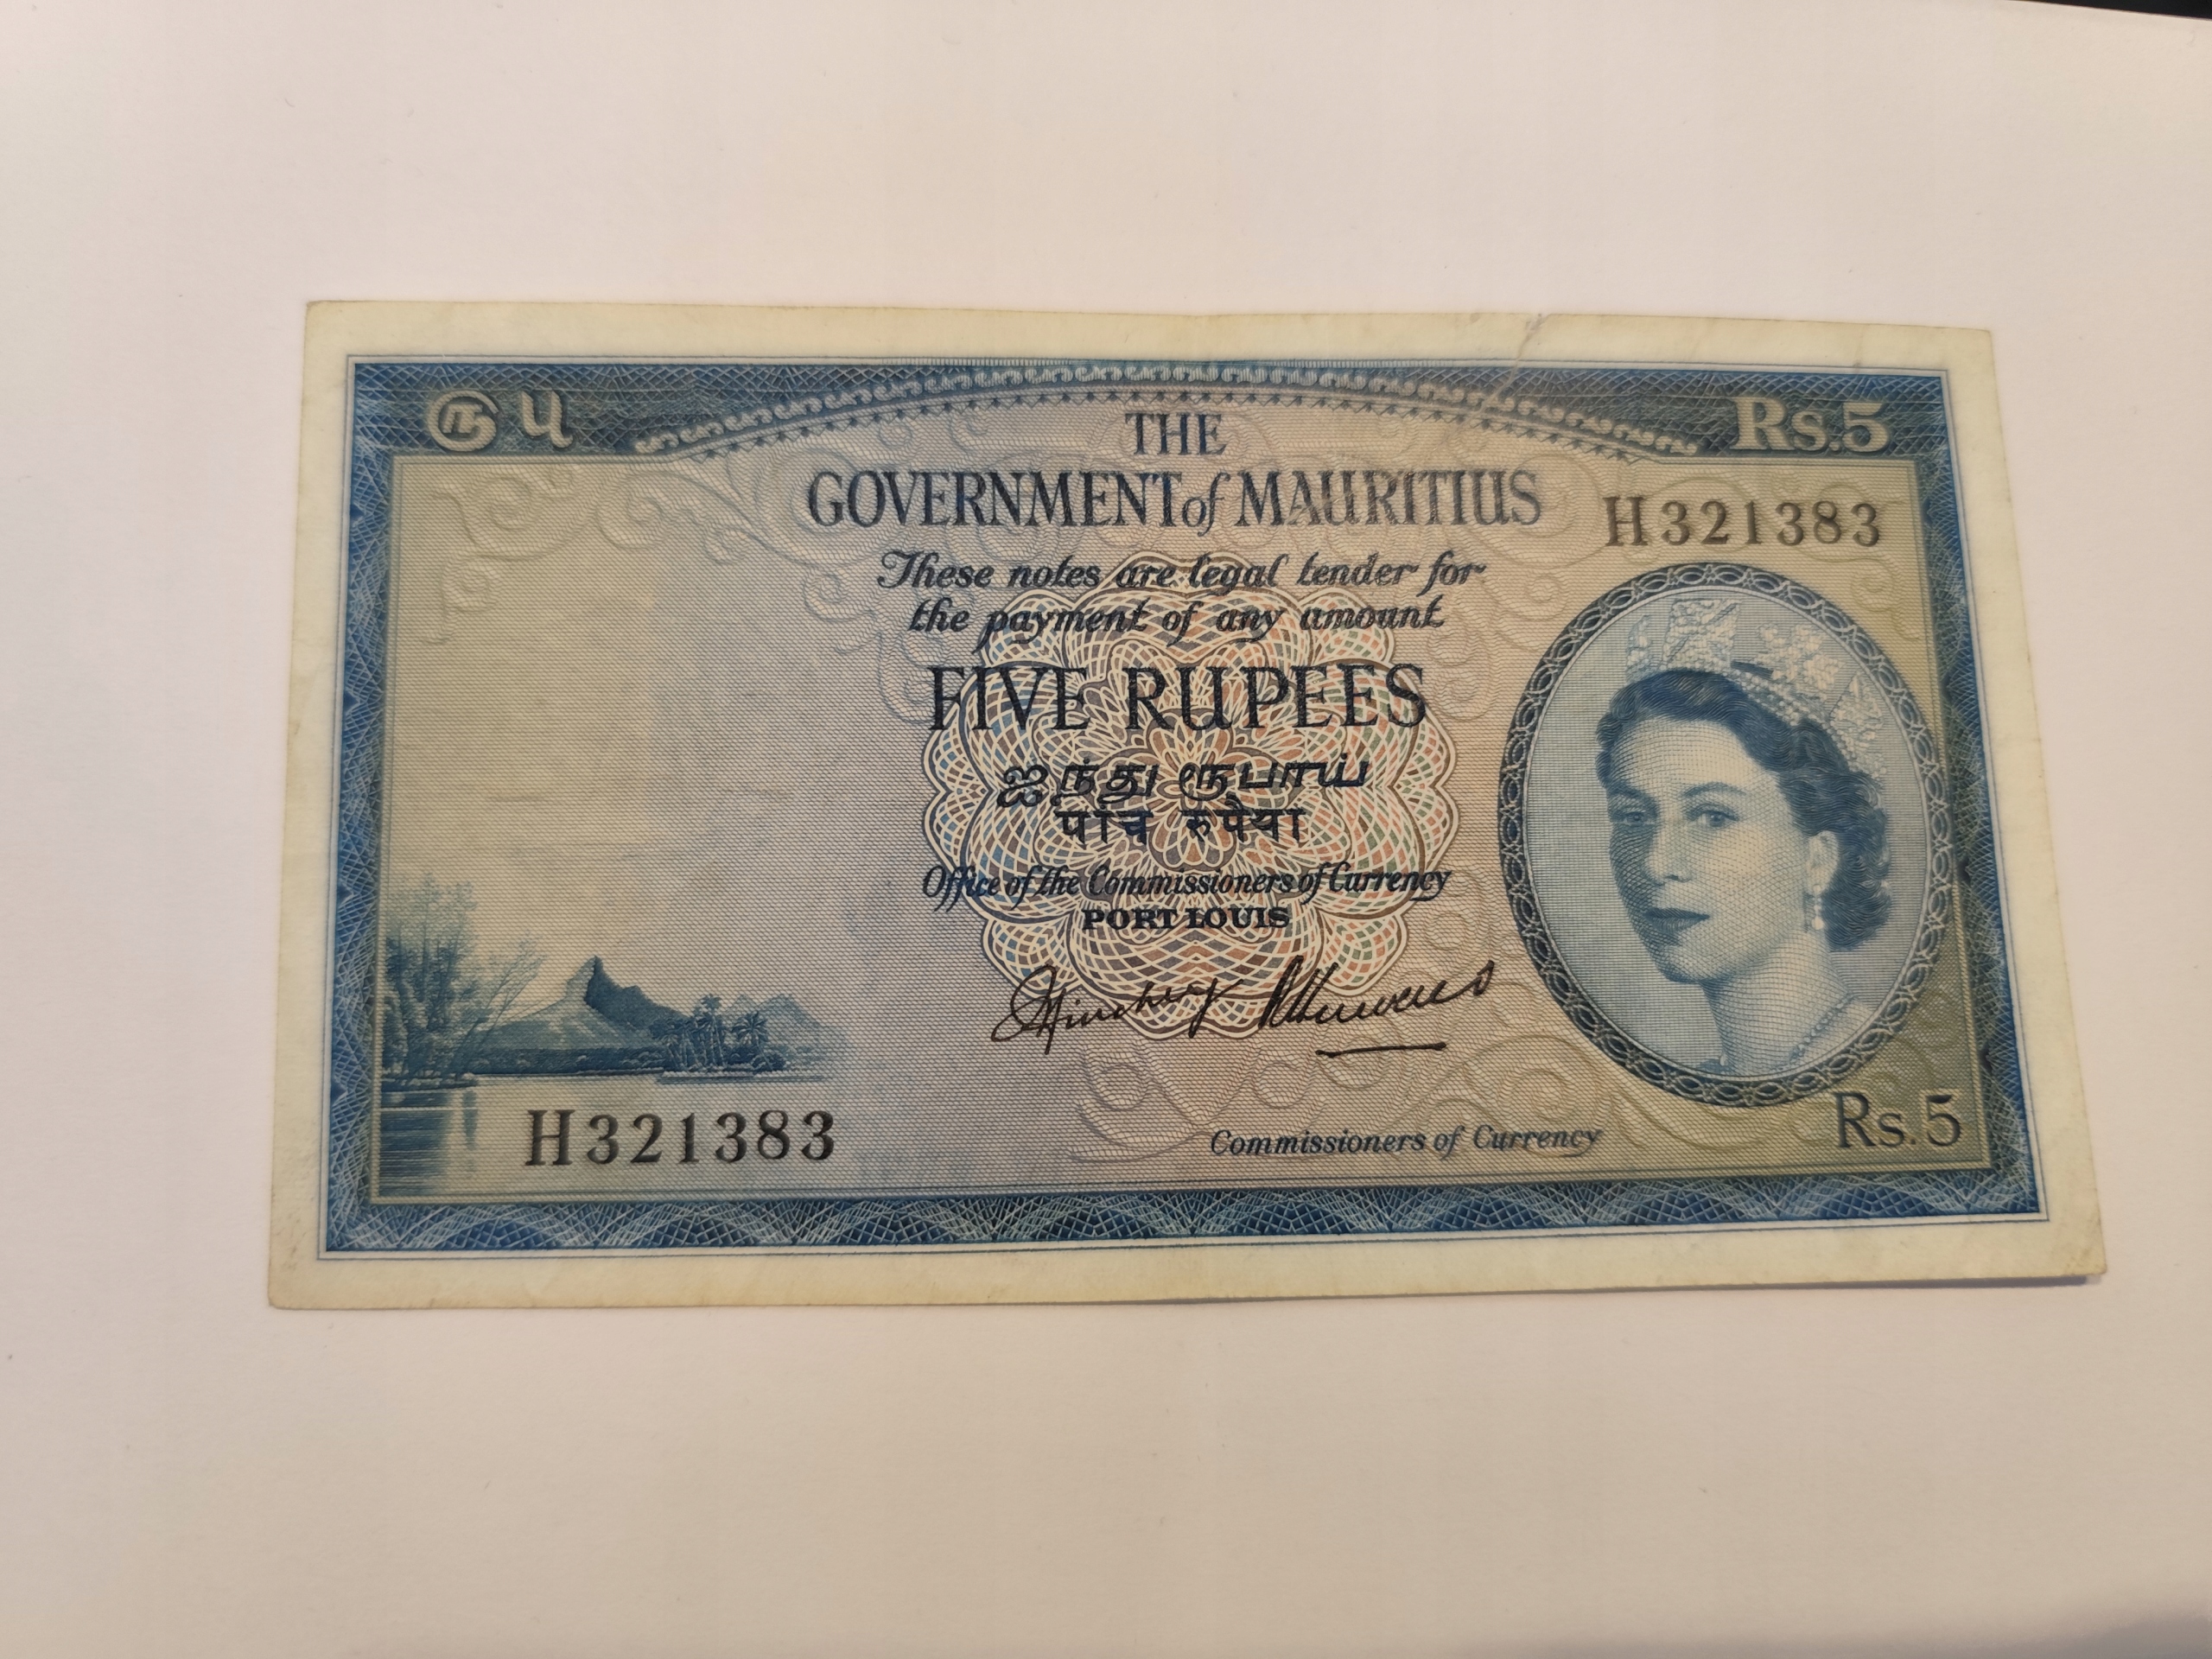 ௫ ५
Rs.5
THE
GOVERNMENT of MAURITIUS
H321383
These notes are legal tender for
the payment of any amount
FIVE RUPEES
ஐந்து ரூபாய்
पांच रुपैया
Office of the Commissioners of Currency
PORT LOUIS
H321383
Commissioners of Currency
Rs.5